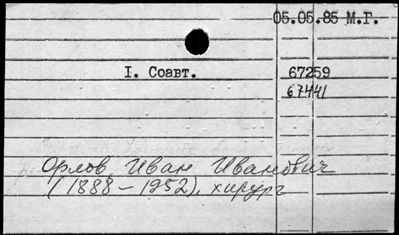 05.05.85 М.Г.
I. Соавт. 67259
67441
Орлов, Иван Иванович
(1888-1952), хирург